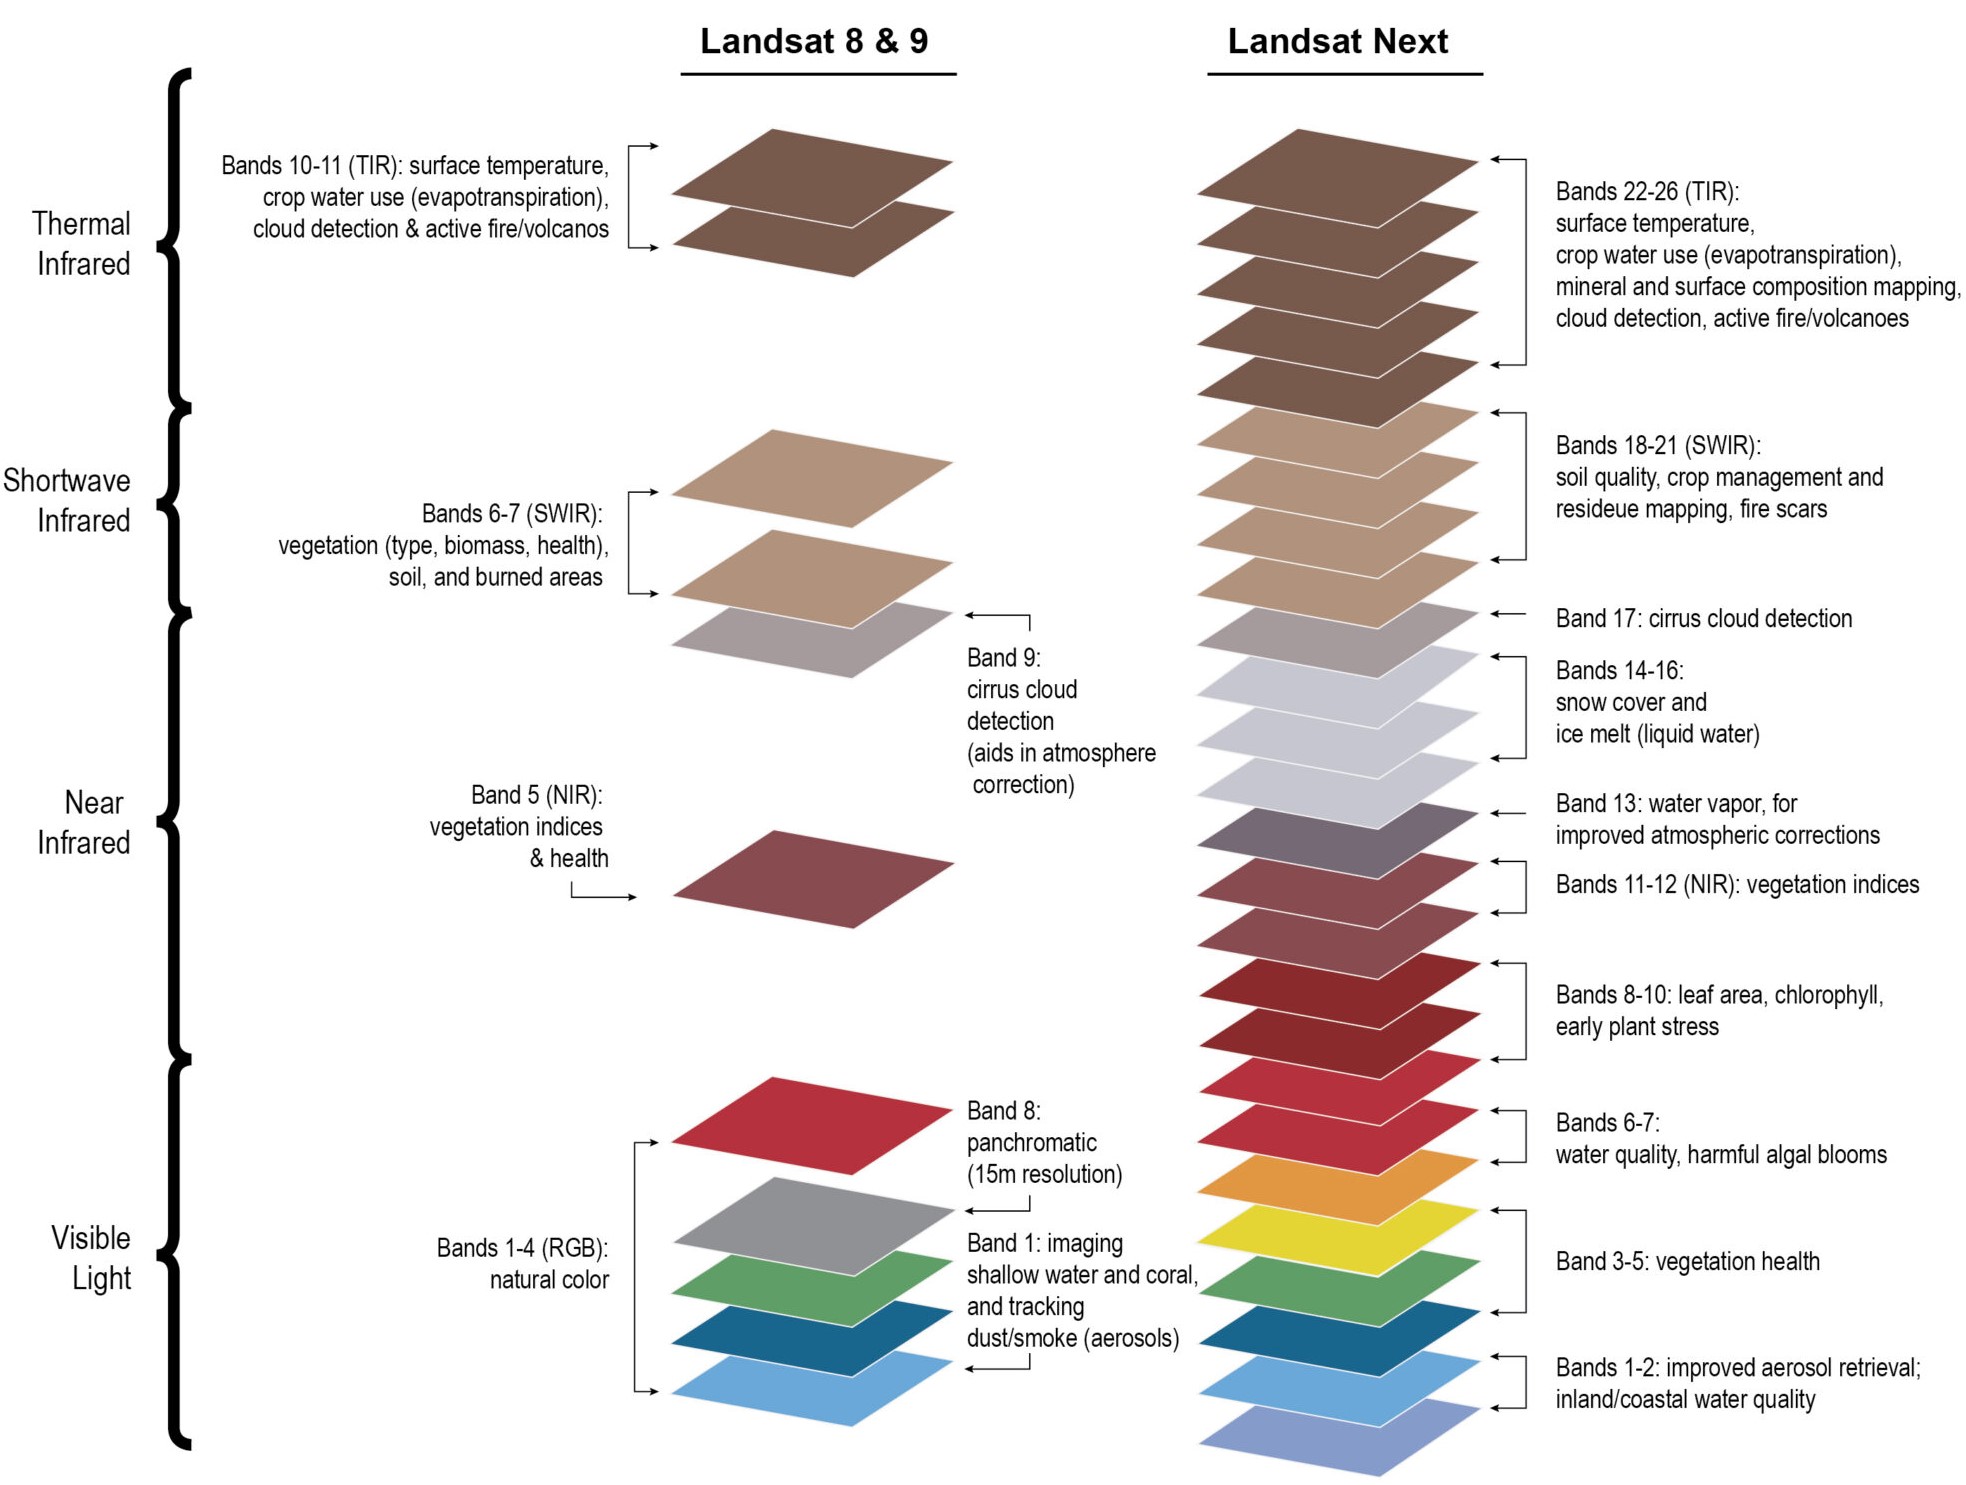 Landsat 8 & 9
Landsat Next
Thermal
Infrared
Shortwave
Infrared
Near
Infrared
Visible
Light
Bands 10-11 (TIR): surface temperature,
crop water use (evapotranspiration),
cloud detection & active fire/volcanos
Bands 6-7 (SWIR):
vegetation (type, biomass, health),
soil, and burned areas
Band 9:
cirrus cloud
detection
(aids in atmosphere
correction)
Band 5 (NIR):
vegetation indices
& health
Band 8:
panchromatic
(15m resolution)
Bands 1-4 (RGB):
natural color
Band 1: imaging
shallow water and coral,
and tracking
dust/smoke (aerosols)
Bands 22-26 (TIR):
surface temperature,
crop water use (evapotranspiration),
mineral and surface composition mapping,
cloud detection, active fire/volcanoes
Bands 18-21 (SWIR):
soil quality, crop management and
resideue mapping, fire scars
Band 17: cirrus cloud detection
Bands 14-16:
snow cover and
ice melt (liquid water)
Band 13: water vapor, for
improved atmospheric corrections
Bands 11-12 (NIR): vegetation indices
Bands 8-10: leaf area, chlorophyll,
early plant stress
Bands 6-7:
water quality, harmful algal blooms
Band 3-5: vegetation health
Bands 1-2: improved aerosol retrieval;
inland/coastal water quality